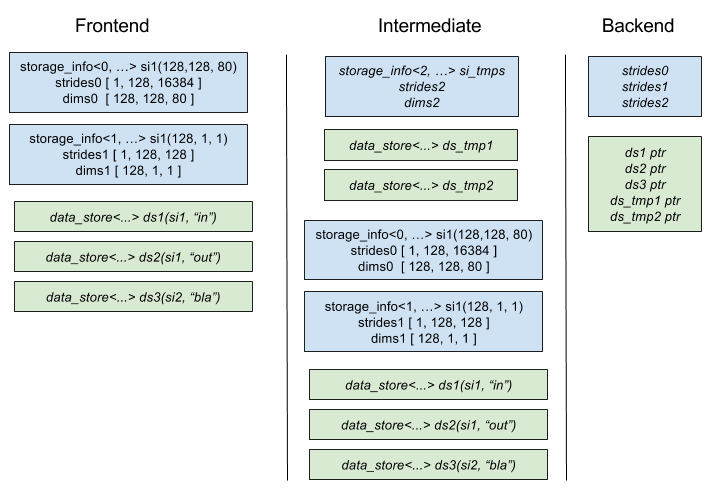 Frontend
storage_info<0, …> si1(128,128, 80)
strides0 [ 1, 128, 16384 ]
dims0 [ 128, 128, 80 ]
storage_info<1, …> si1(128, 1, 1)
strides1 [ 1, 128, 128 ]
dims1 [ 128, 1, 1 ]
data_store<...> ds1(si1, “in”)
data_store<...> ds2(si1, “out”)
data_store<...> ds3(si2, “bla”)
Intermediate
storage_info<2, …> si_tmps
strides2
dims2
data_store<...> ds_tmp1
data_store<...> ds_tmp2
storage_info<0, …> si1(128,128, 80)
strides0 [ 1, 128, 16384 ]
dims0 [ 128, 128, 80 ]
storage_info<1, …> si1(128, 1, 1)
strides1 [ 1, 128, 128 ]
dims1 [ 128, 1, 1 ]
data_store<...> ds1(si1, “in”)
data_store<...> ds2(si1, “out”)
data_store<...> ds3(si2, “bla”)
Backend
strides0
strides1
strides2
ds1 ptr
ds2 ptr
ds3 ptr
ds_tmp1 ptr
ds_tmp2 ptr